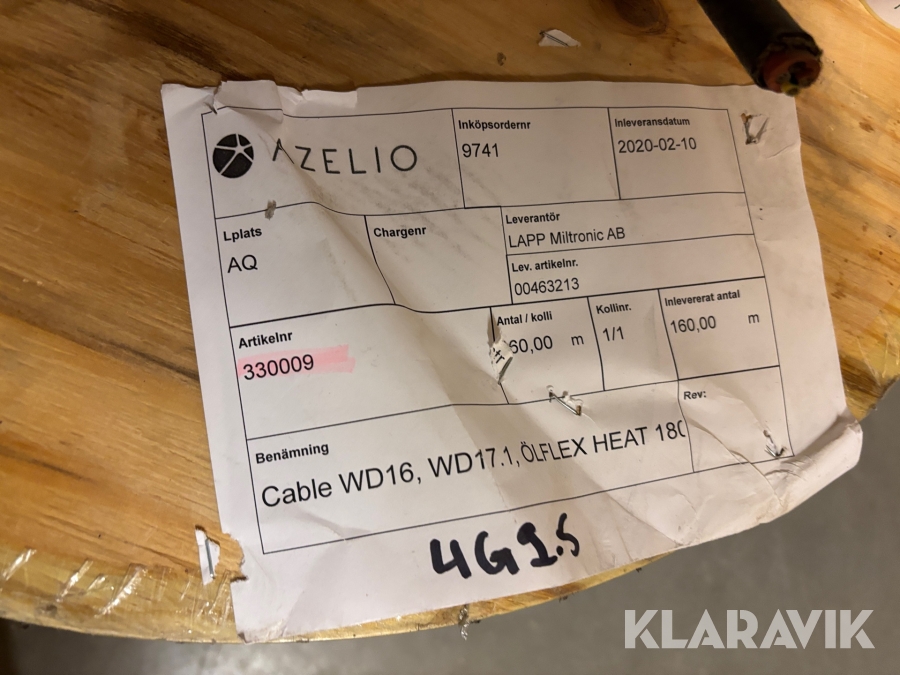 AZELIO
Inköpsordernr
9741
Inleveransdatum
2020-02-10
Lplats
AQ
Chargenr
Leverantör
LAPP Miltronic AB
Lev. artikelnr.
00463213
Artikelnr
330009
Antal / kolli
60,00 m
Kollinr.
1/1
Inlevererat antal
160,00 m
Benämning
Cable WD16, WD17.1, ÖLFLEX HEAT 180
Rev:
4G1.5
KLARAVIK